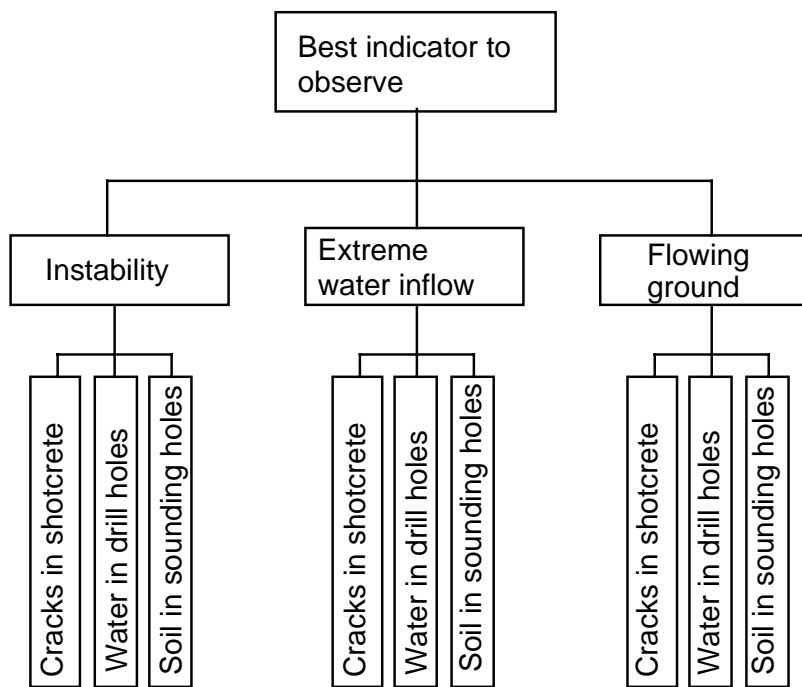 Best indicator to
observe
Instability
Extreme
water inflow
Flowing
ground
Cracks in shotcrete
Water in drill holes
Soil in sounding holes
Cracks in shotcrete
Water in drill holes
Soil in sounding holes
Cracks in shotcrete
Water in drill holes
Soil in sounding holes